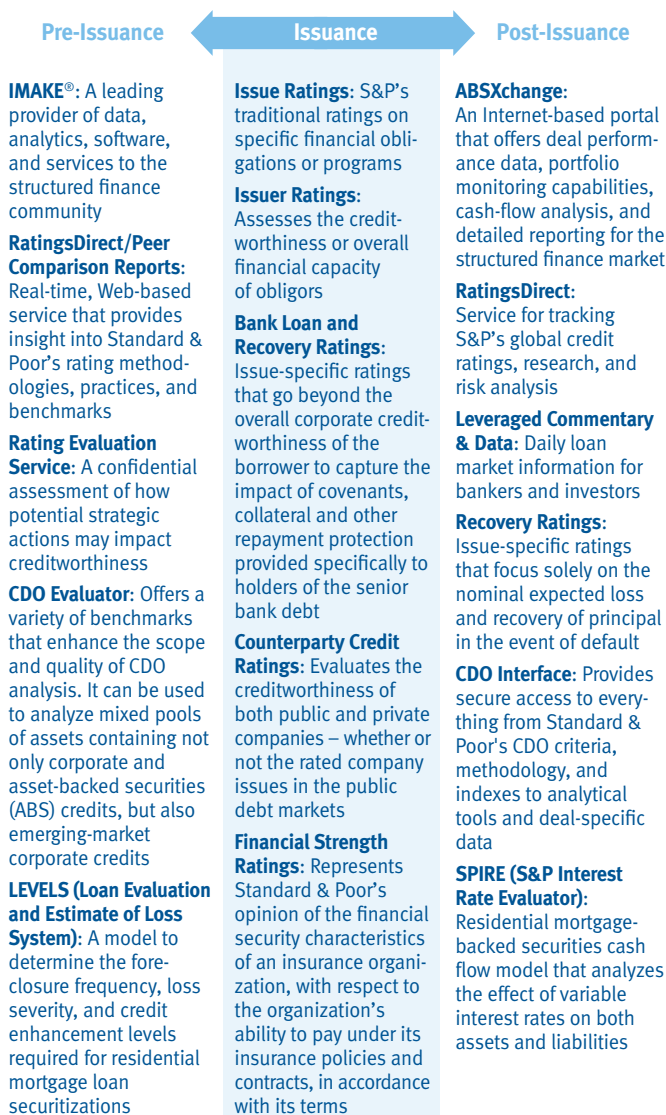 Pre-Issuance
Issuance
Post-Issuance
IMAKE®: A leading
provider of data,
analytics, software,
and services to the
structured finance
community
RatingsDirect/Peer
Comparison Reports:
Real-time, Web-based
service that provides
insight into Standard &
Poor's rating method-
ologies, practices, and
benchmarks
Rating Evaluation
Service: A confidential
assessment of how
potential strategic
actions may impact
creditworthiness
CDO Evaluator: Offers a
variety of benchmarks
that enhance the scope
and quality of CDO
analysis. It can be used
to analyze mixed pools
of assets containing not
only corporate and
asset-backed securities
(ABS) credits, but also
emerging-market
corporate credits
LEVELS (Loan Evaluation
and Estimate of Loss
System): A model to
determine the fore-
closure frequency, loss
severity, and credit
enhancement levels
required for residential
mortgage loan
securitizations
Issue Ratings: S&P's
traditional ratings on
specific financial obli-
gations or programs
Issuer Ratings:
Assesses the credit-
worthiness or overall
financial capacity
of obligors
Bank Loan and
Recovery Ratings:
Issue-specific ratings
that go beyond the
overall corporate credit-
worthiness of the
borrower to capture the
impact of covenants,
collateral and other
repayment protection
provided specifically to
holders of the senior
bank debt
Counterparty Credit
Ratings: Evaluates the
creditworthiness of
both public and private
companies – whether or
not the rated company
issues in the public
debt markets
Financial Strength
Ratings: Represents
Standard & Poor's
opinion of the financial
security characteristics
of an insurance organi-
zation, with respect to
the organization's
ability to pay under its
insurance policies and
contracts, in accordance
with its terms
ABSXchange:
An Internet-based portal
that offers deal perform-
ance data, portfolio
monitoring capabilities,
cash-flow analysis, and
detailed reporting for the
structured finance market
RatingsDirect:
Service for tracking
S&P's global credit
ratings, research, and
risk analysis
Leveraged Commentary
& Data: Daily loan
market information for
bankers and investors
Recovery Ratings:
Issue-specific ratings
that focus solely on the
nominal expected loss
and recovery of principal
in the event of default
CDO Interface: Provides
secure access to every-
thing from Standard &
Poor's CDO criteria,
methodology, and
indexes to analytical
tools and deal-specific
data
SPIRE (S&P Interest
Rate Evaluator):
Residential mortgage-
backed securities cash
flow model that analyzes
the effect of variable
interest rates on both
assets and liabilities